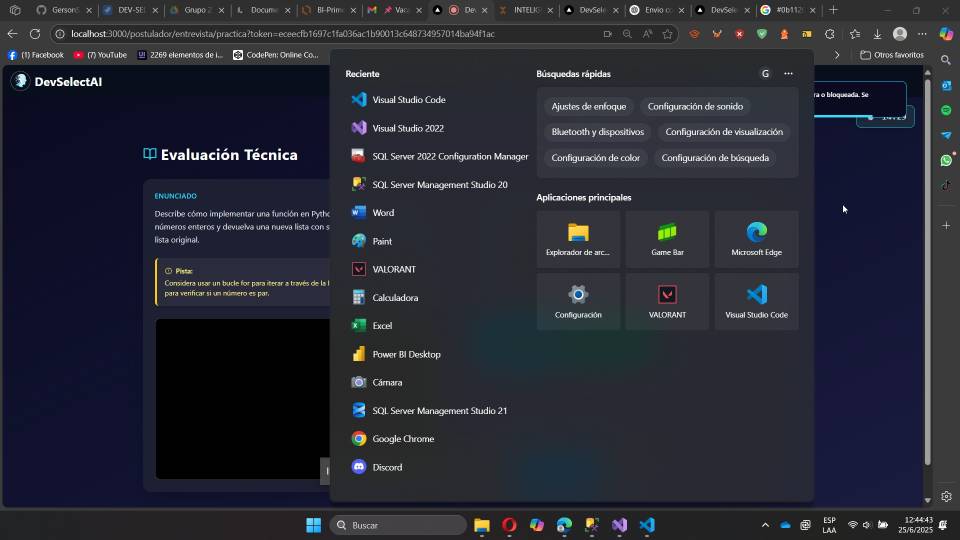 GersonS
DEV-SEL
Grupo 2
Docume
BI-Prime
Vaca
De
INTELIG
DevSele
Envio co
DevSele
#0b112
localhost:3000/postulador/entrevista/practica?token=eceecfb1697c1fa036ac1b90013c648734957014ba94f1ac
(1) Facebook
(7) YouTube
2269 elementos de i...
CodePen: Online Co...
Otros favoritos
DevSelectAI
ra o bloqueada. Se
Evaluación Técnica
ENUNCIADO
Describe cómo implementar una función en Pytho
números enteros y devuelva una nueva lista con s
lista original.
Pista:
Considera usar un bucle for para iterar a través de la l
para verificar si un número es par.
Reciente
Visual Studio Code
Visual Studio 2022
SQL Server 2022 Configuration Manager
SQL Server Management Studio 20
Word
Paint
VALORANT
Calculadora
Excel
Power BI Desktop
Cámara
SQL Server Management Studio 21
Google Chrome
Discord
Búsquedas rápidas
G
Ajustes de enfoque
Configuración de sonido
Bluetooth y dispositivos
Configuración de visualización
Configuración de color
Configuración de búsqueda
Aplicaciones principales
Explorador de arc...
Game Bar
Microsoft Edge
Configuración
VALORANT
Visual Studio Code
Buscar
ESP
LAA
12:44:43
25/6/2025